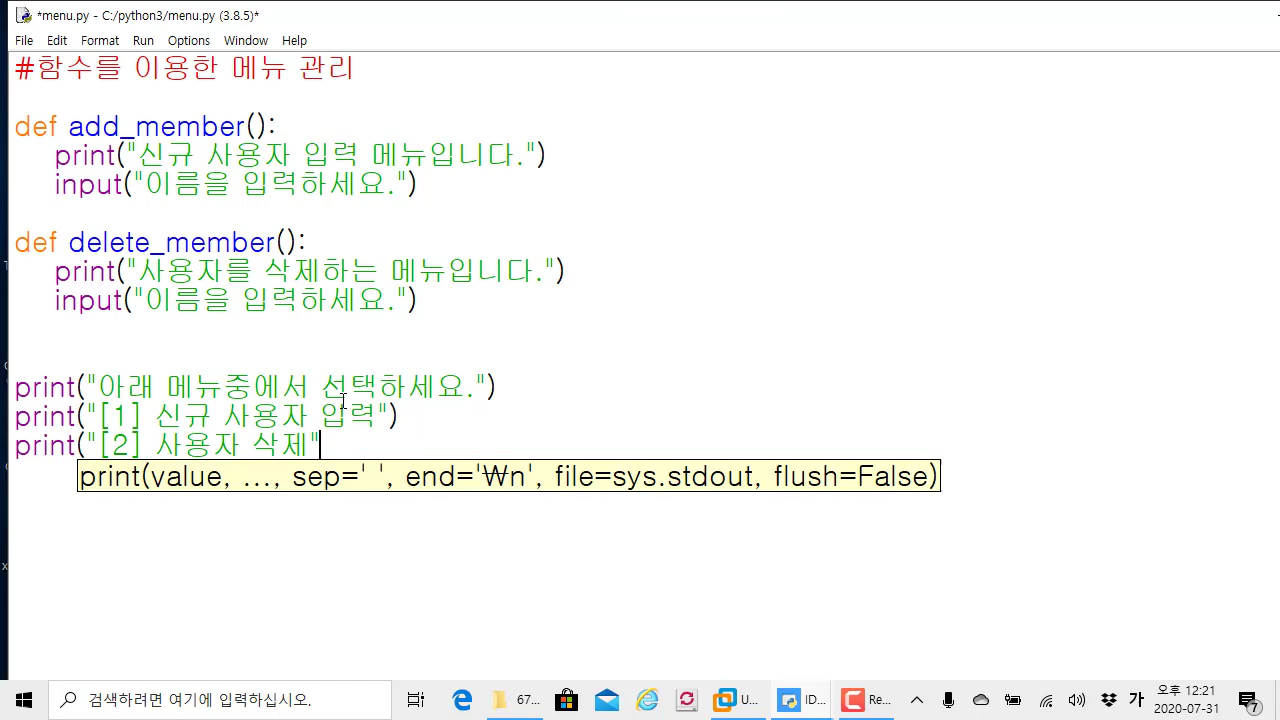 *menu.py - C:/python3/menu.py (3.8.5)*
File Edit Format Run Options Window Help
#함수를 이용한 메뉴 관리
def add_member():
print("신규 사용자 입력 메뉴입니다.")
input("이름을 입력하세요.")
def delete_member():
print("사용자를 삭제하는 메뉴입니다.")
input("이름을 입력하세요.")
print("아래 메뉴중에서 선택하세요.")
print("[1] 신규 사용자 입력")
print("[2] 사용자 삭제"
print(value, ..., sep=' ', end='₩n', file=sys.stdout, flush=False)
검색하려면 여기에 입력하십시오.
67...
U...
ID...
Re...
가
오후 12:21
2020-07-31
7